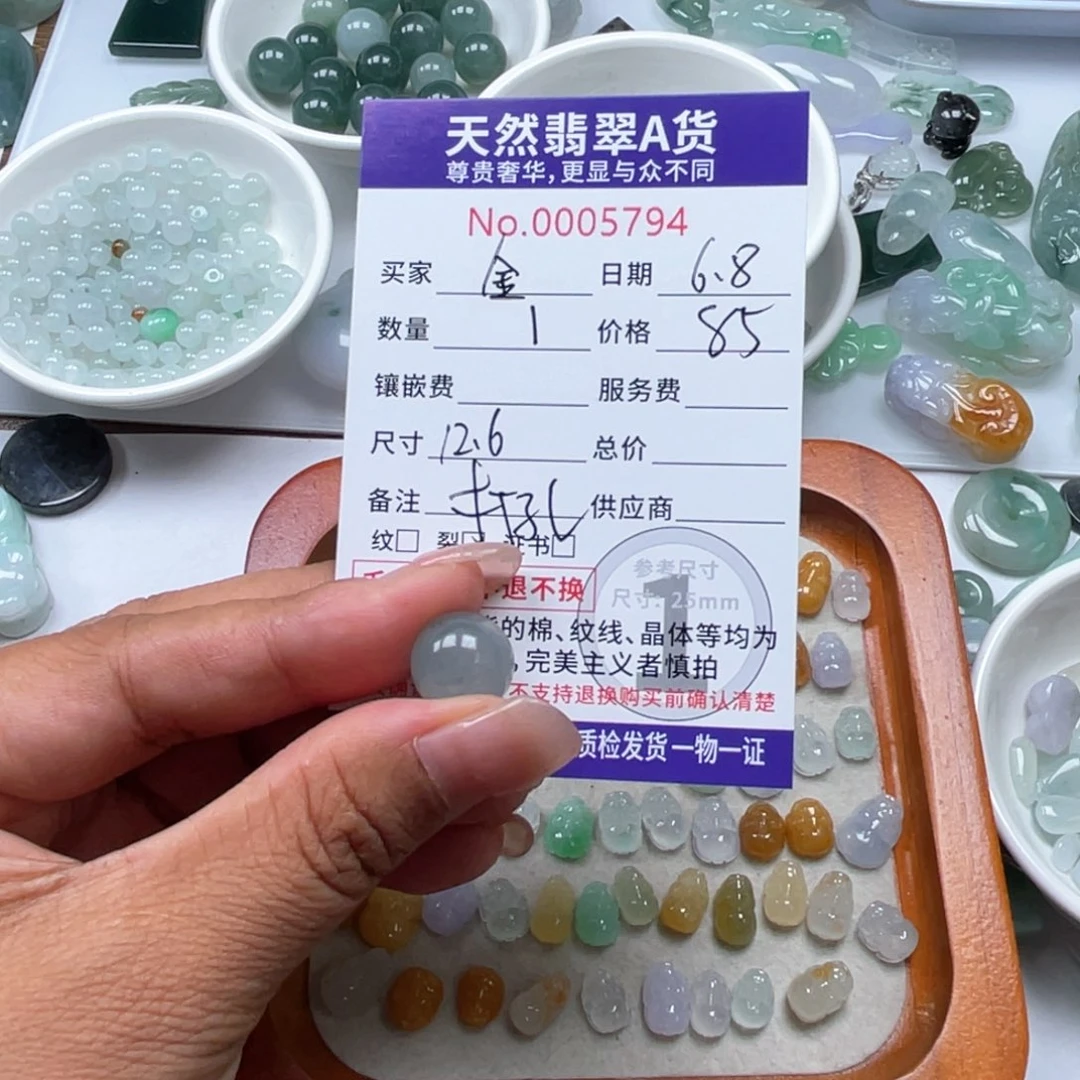 天然翡翠A货
尊贵奢华,更显与众不同
No.0005794
买家 金 日期 6.8
数量 1 价格 85
镶嵌费 服务费
尺寸 12.6 总价
备注 打孔 供应商
纹□ 裂□ 证书□
退不换
参考尺寸
尺寸: 25mm
1
的棉、纹线、晶体等均为
,完美主义者慎拍
不支持退换购买前确认清楚
质检发货一物一证